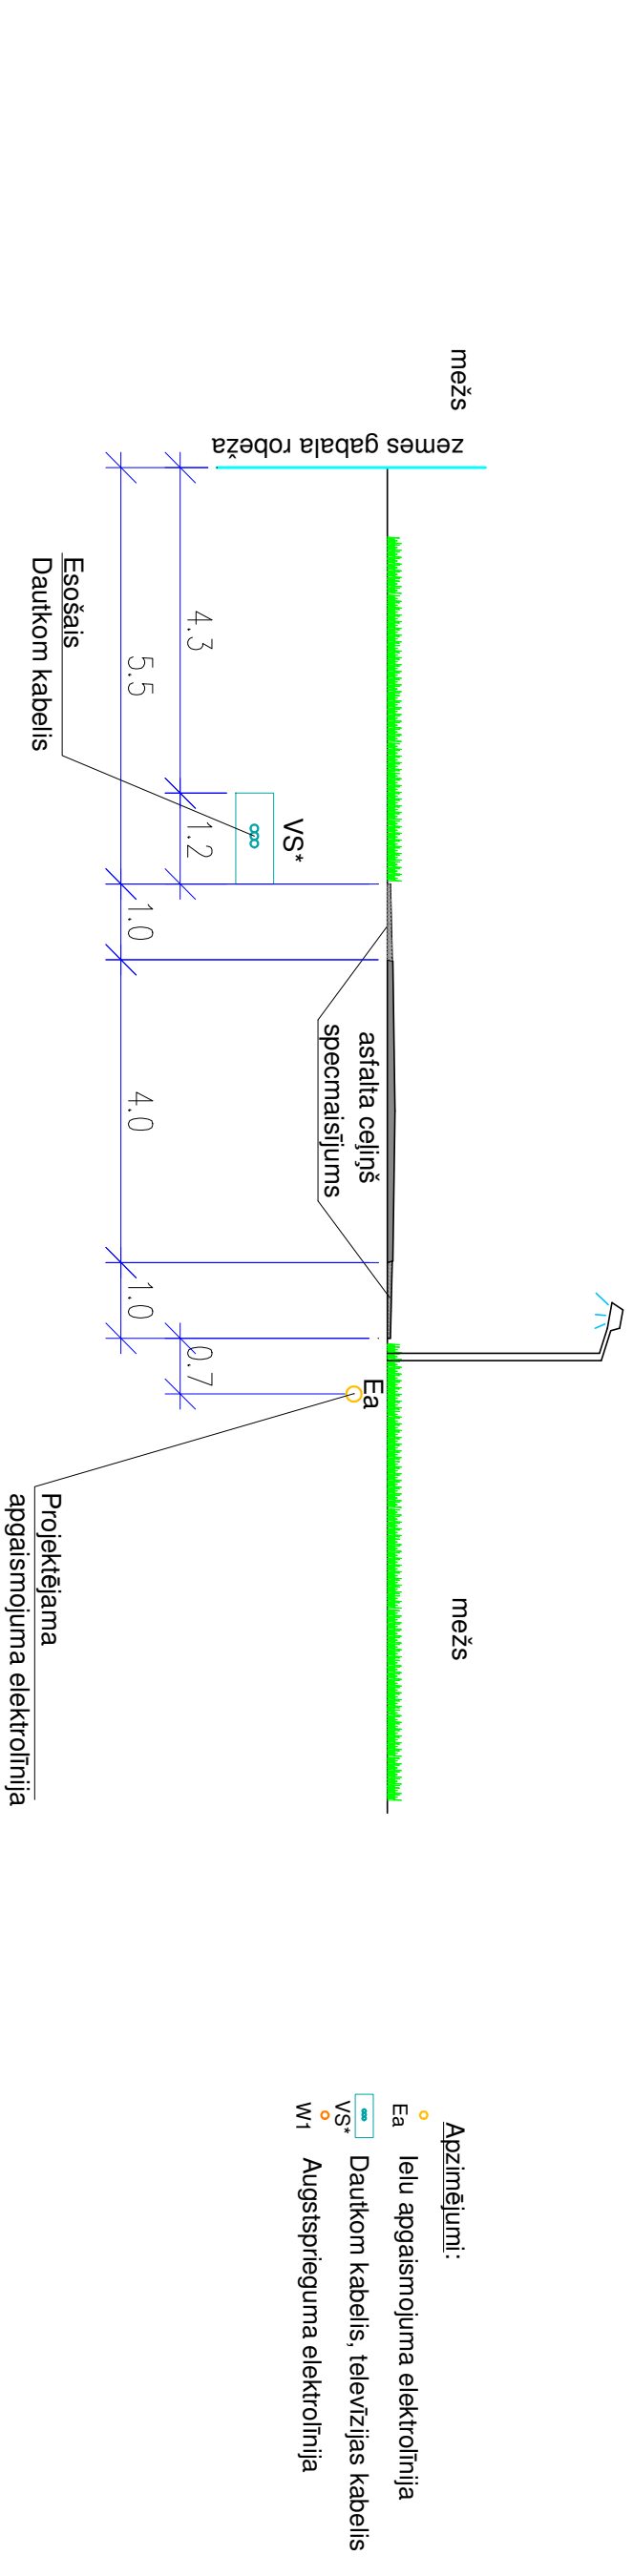 mežs
zemes gabala robeža
mežs
VS*
Ea
asfalta ceļiņš
specmaisījums
4.3
1.2
0.7
5.5
1.0
4.0
1.0
Esošais
Dautkom kabelis
Projektējama
apgaismojuma elektrolīnija
Apzīmējumi:
Ea
Ielu apgaismojuma elektrolīnija
VS*
Dautkom kabelis, televīzijas kabelis
W1
Augstsprieguma elektrolīnija